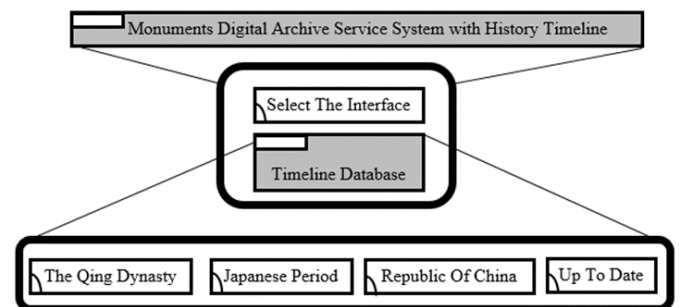 Monuments Digital Archive Service System with History Timeline
Select The Interface
Timeline Database
The Qing Dynasty
Japanese Period
Republic Of China
Up To Date